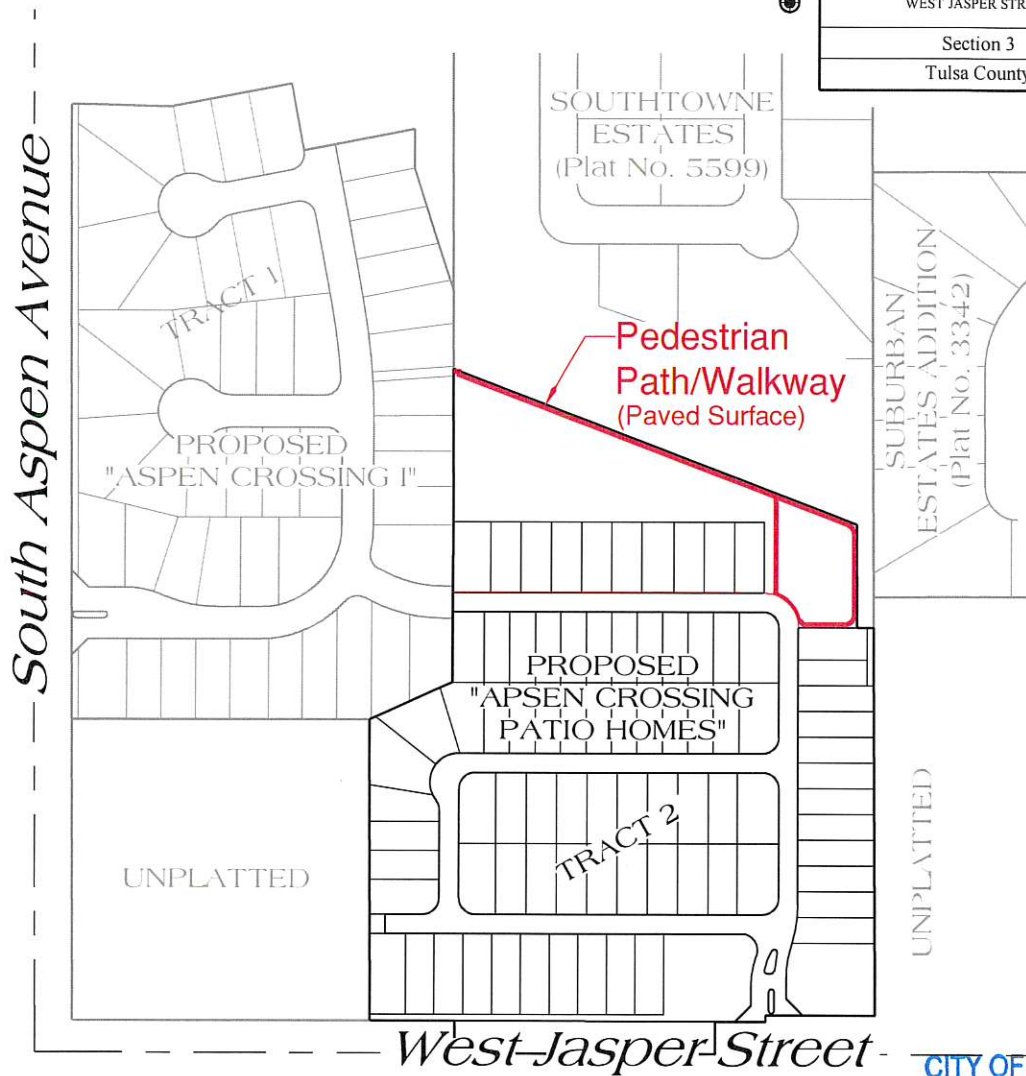 WEST JASPER STR
Section 3
Tulsa County
South Aspen Avenue
SOUTHTOWNE
ESTATES
(Plat No. 5599)
SUBURBAN
ESTATES ADDITION
(Plat No. 3342)
TRACT 1
Pedestrian
Path/Walkway
(Paved Surface)
PROPOSED
"ASPEN CROSSING I"
PROPOSED
"APSEN CROSSING
PATIO HOMES"
TRACT 2
UNPLATTED
UNPLATTED
West Jasper Street
CITY OF